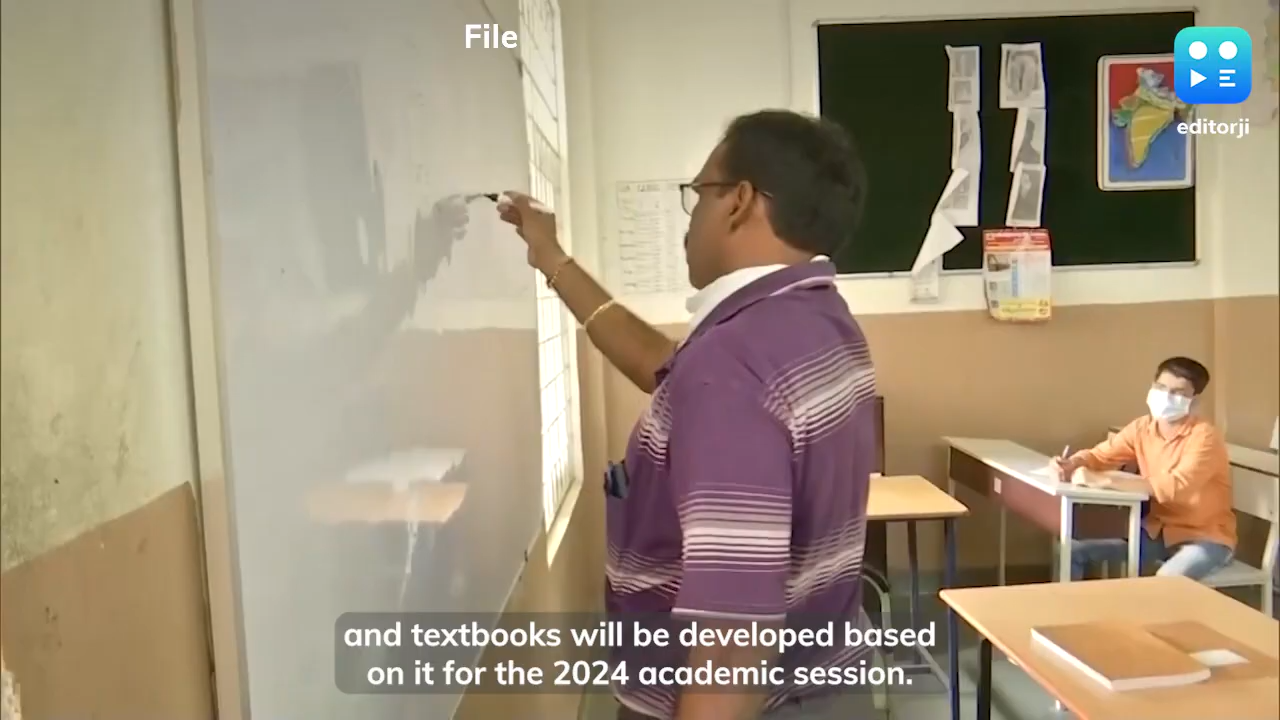 File
editorji
and textbooks will be developed based
on it for the 2024 academic session.